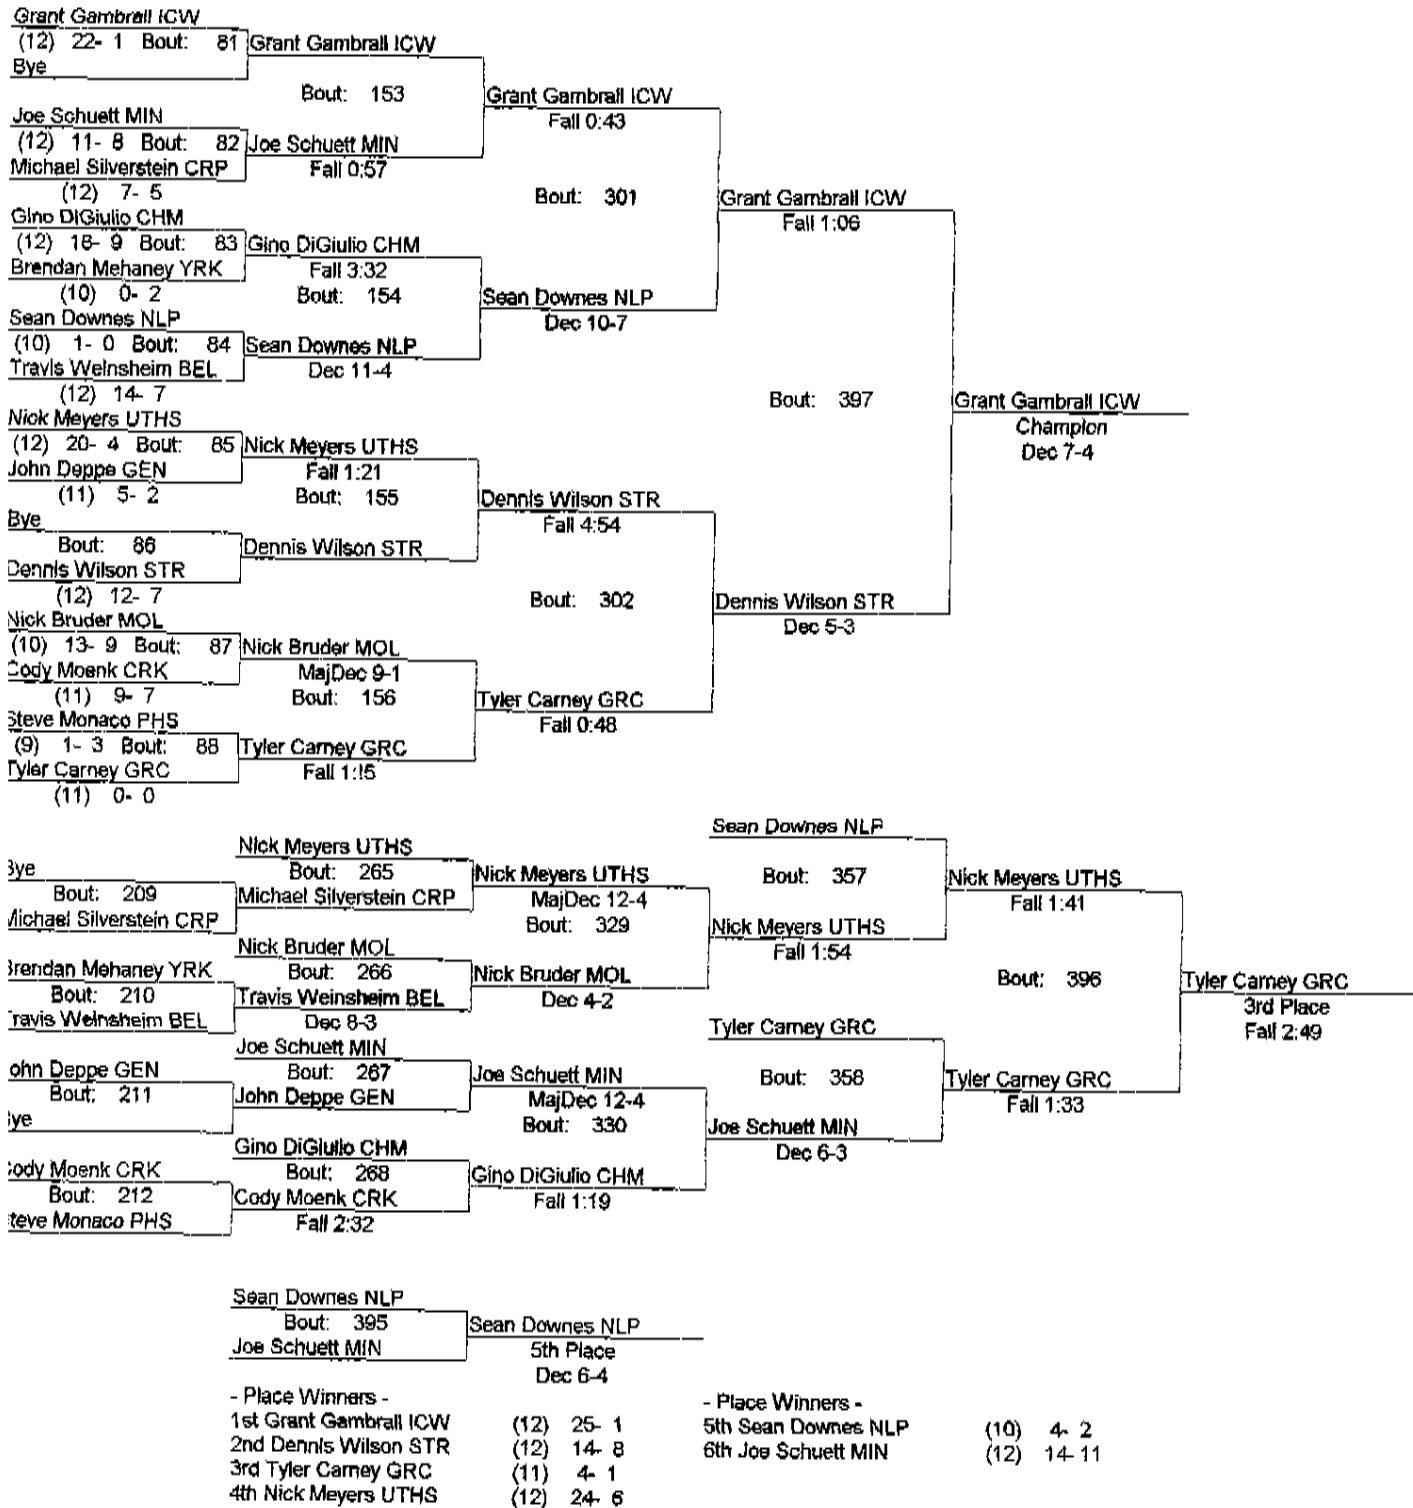 Grant Gambrall ICW
(12) 22- 1 Bout: 81 Grant Gambrall ICW
Bye
Bout: 153 Grant Gambrall ICW
Joe Schuett MIN Fall 0:43
(12) 11- 8 Bout: 82 Joe Schuett MIN
Michael Silverstein CRP Fall 0:57
(12) 7- 5 Bout: 301 Grant Gambrall ICW
Gino DiGiulio CHM Fall 1:06
(12) 18- 9 Bout: 83 Gino DiGiulio CHM
Brendan Mehaney YRK Fall 3:32
(10) 0- 2 Bout: 154 Sean Downes NLP
Sean Downes NLP Dec 10-7
(10) 1- 0 Bout: 84 Sean Downes NLP
Travis Weinsheim BEL Dec 11-4
(12) 14- 7 Bout: 397 Grant Gambrall ICW
Nick Meyers UTHS Champion
(12) 20- 4 Bout: 85 Nick Meyers UTHS Dec 7-4
John Deppe GEN Fall 1:21
(11) 5- 2 Bout: 155 Dennis Wilson STR
Bye Fall 4:54
Bout: 86 Dennis Wilson STR
Dennis Wilson STR
(12) 12- 7 Bout: 302 Dennis Wilson STR
Nick Bruder MOL Dec 5-3
(10) 13- 9 Bout: 87 Nick Bruder MOL
Cody Moenk CRK MajDec 9-1
(11) 9- 7 Bout: 156 Tyler Carney GRC
Steve Monaco PHS Fall 0:48
(9) 1- 3 Bout: 88 Tyler Carney GRC
Tyler Carney GRC Fall 1:15
(11) 0- 0
Sean Downes NLP
Nick Meyers UTHS
Bye Bout: 265 Nick Meyers UTHS Bout: 357 Nick Meyers UTHS
Bout: 209 Michael Silverstein CRP MajDec 12-4 Fall 1:41
Michael Silverstein CRP Bout: 329 Nick Meyers UTHS
Nick Bruder MOL Fall 1:54
Brendan Mehaney YRK Bout: 266 Nick Bruder MOL Bout: 396 Tyler Carney GRC
Bout: 210 Travis Weinsheim BEL Dec 4-2 3rd Place
Travis Weinsheim BEL Dec 8-3 Tyler Carney GRC Fall 2:49
Joe Schuett MIN
ohn Deppe GEN Bout: 267 Joe Schuett MIN Bout: 358 Tyler Carney GRC
Bout: 211 John Deppe GEN MajDec 12-4 Fall 1:33
ye Bout: 330 Joe Schuett MIN
Gino DiGiulio CHM Dec 6-3
Cody Moenk CRK Bout: 268 Gino DiGiulio CHM
Bout: 212 Cody Moenk CRK Fall 1:19
teve Monaco PHS Fall 2:32
Sean Downes NLP
Bout: 395 Sean Downes NLP
Joe Schuett MIN 5th Place
Dec 6-4
- Place Winners - - Place Winners -
1st Grant Gambrall ICW (12) 25- 1 5th Sean Downes NLP (10) 4- 2
2nd Dennis Wilson STR (12) 14- 8 6th Joe Schuett MIN (12) 14- 11
3rd Tyler Carney GRC (11) 4- 1
4th Nick Meyers UTHS (12) 24- 6